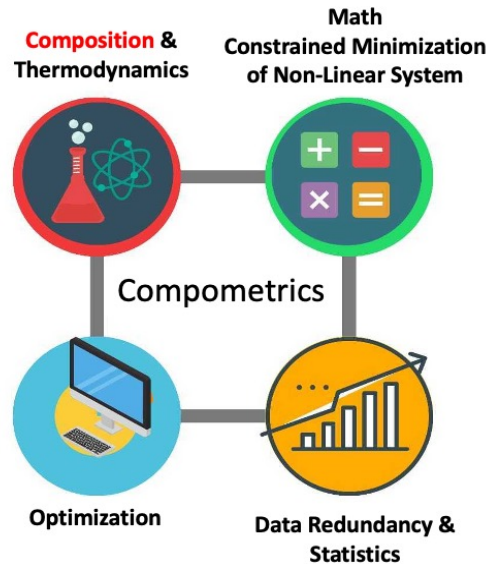 Composition &
Thermodynamics
Math
Constrained Minimization
of Non-Linear System
Compometrics
Optimization
Data Redundancy &
Statistics